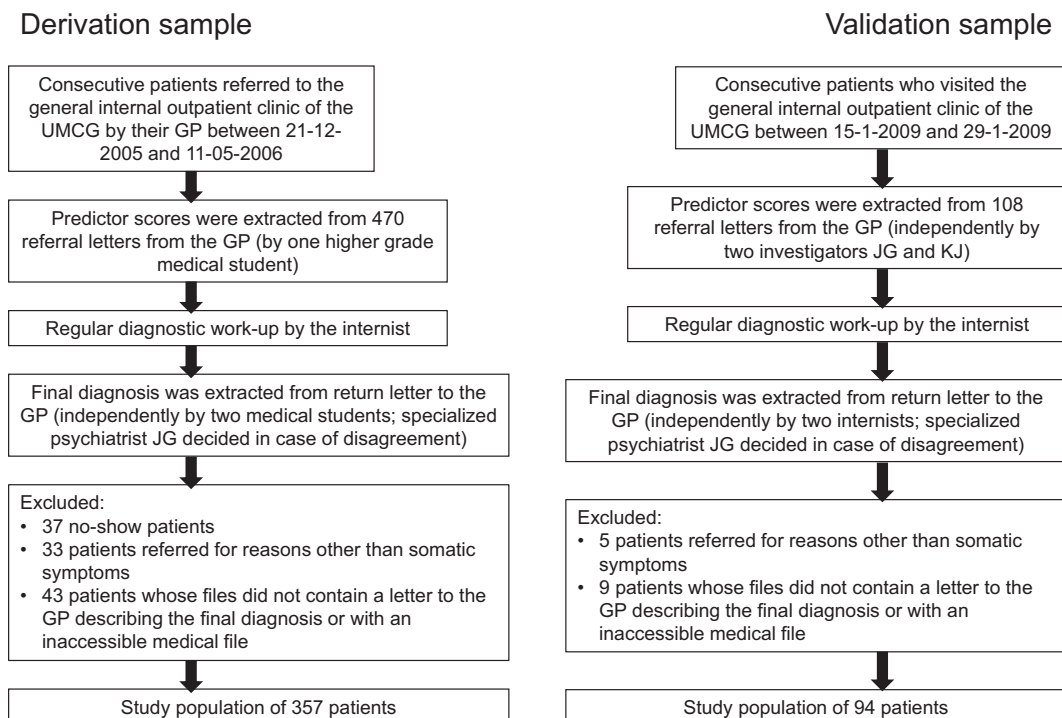 Derivation sample
Consecutive patients referred to the
general internal outpatient clinic of the
UMCG by their GP between 21-12-
2005 and 11-05-2006
Predictor scores were extracted from 470
referral letters from the GP (by one higher grade
medical student)
Regular diagnostic work-up by the internist
Final diagnosis was extracted from return letter to the
GP (independently by two medical students; specialized
psychiatrist JG decided in case of disagreement)
Excluded:
• 37 no-show patients
• 33 patients referred for reasons other than somatic
symptoms
• 43 patients whose files did not contain a letter to the
GP describing the final diagnosis or with an
inaccessible medical file
Study population of 357 patients
Validation sample
Consecutive patients who visited the
general internal outpatient clinic of the
UMCG between 15-1-2009 and 29-1-2009
Predictor scores were extracted from 108
referral letters from the GP (independently by
two investigators JG and KJ)
Regular diagnostic work-up by the internist
Final diagnosis was extracted from return letter to the
GP (independently by two internists; specialized
psychiatrist JG decided in case of disagreement)
Excluded:
• 5 patients referred for reasons other than somatic
symptoms
• 9 patients whose files did not contain a letter to the
GP describing the final diagnosis or with an
inaccessible medical file
Study population of 94 patients